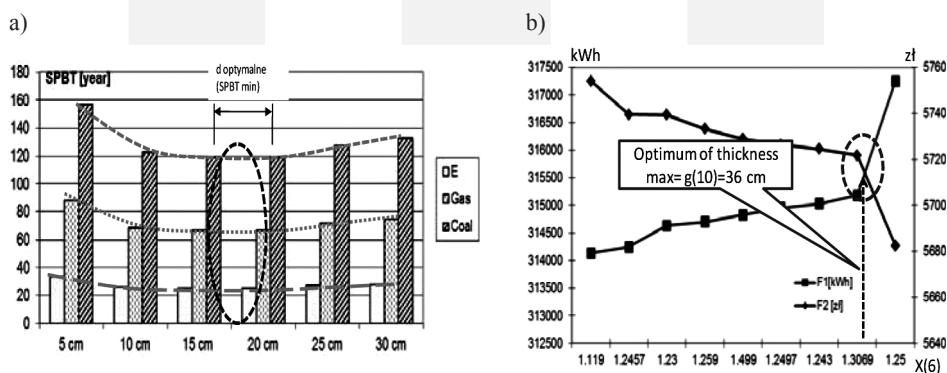 a)
SPBT [year]
d optymalne
(SPBT min)
180
160
140
120
100
80
60
40
20
0
5 cm 10 cm 15 cm 20 cm 25 cm 30 cm
E
Gas
Coal
b)
kWh zł
317500
317000
316500
316000
315500
315000
314500
314000
313500
313000
312500
5760
5740
5720
5700
5680
5660
5640
Optimum of thickness
max= g(10)=36 cm
F1[kWh]
F2 [zł]
1.119 1.2457 1.23 1.259 1.499 1.2497 1.243 1.3069 1.25
X(6)